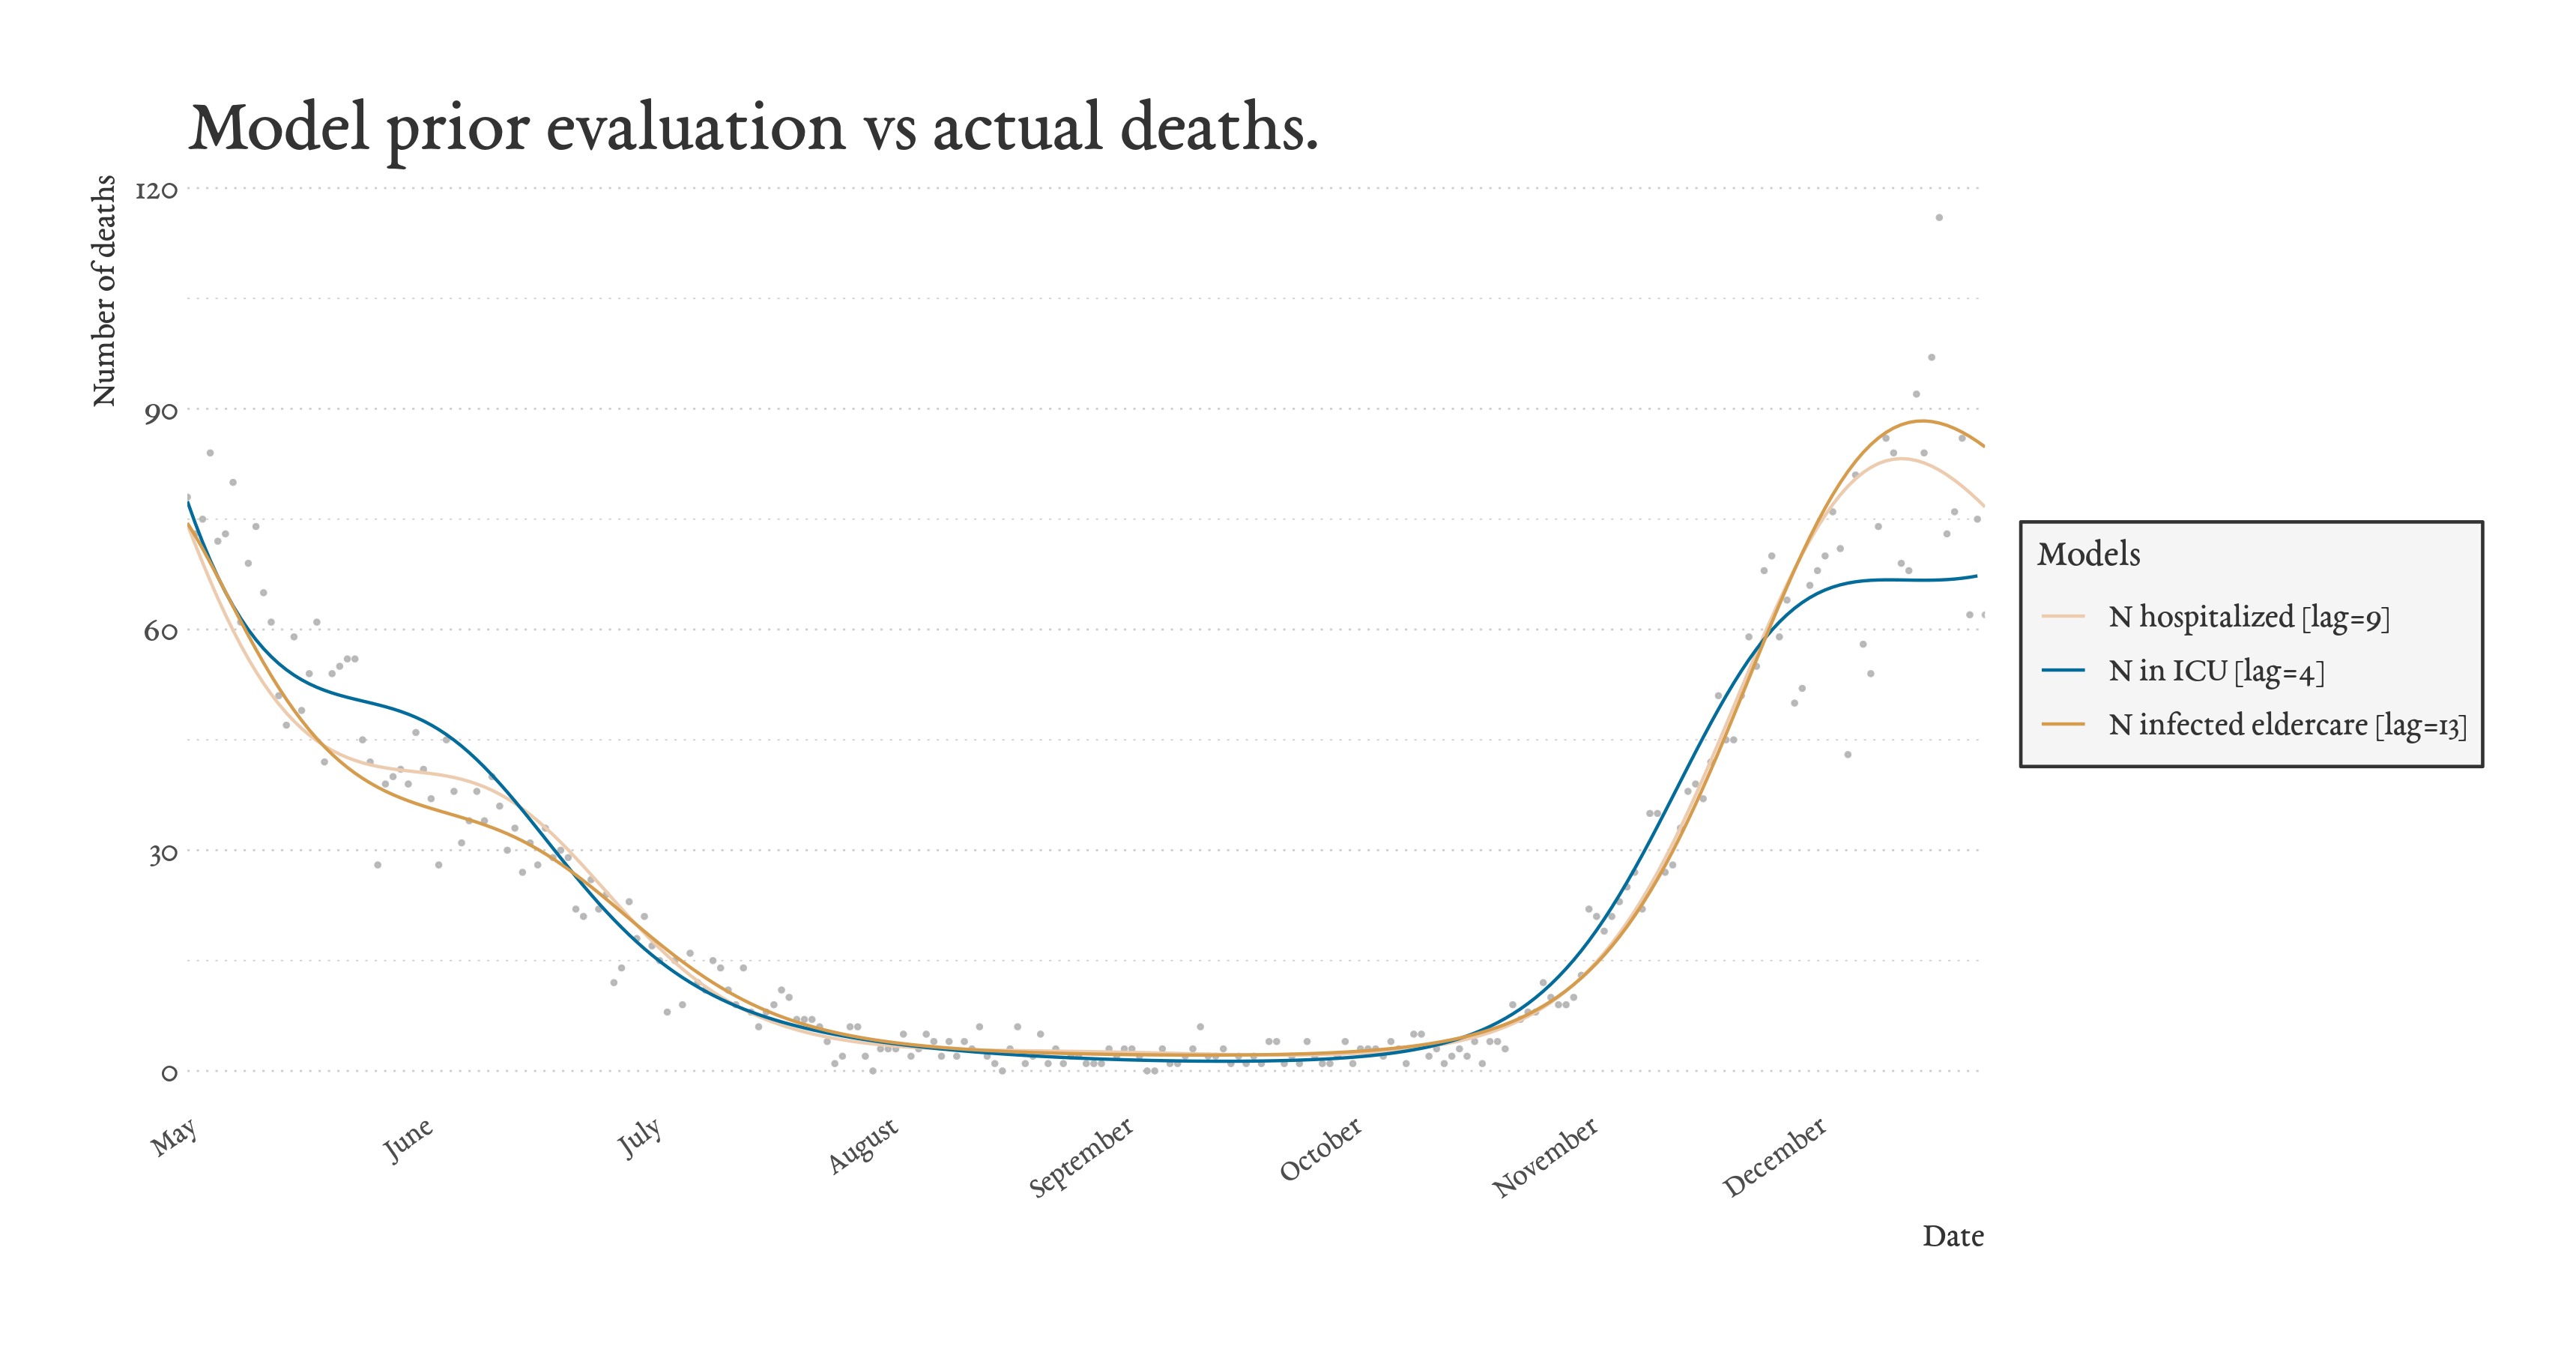 Model prior evaluation vs actual deaths.
Number of deaths
120
90
60
30
0
May
June
July
August
September
October
November
December
Date
Models
N hospitalized [lag=9]
N in ICU [lag=4]
N infected eldercare [lag=13]